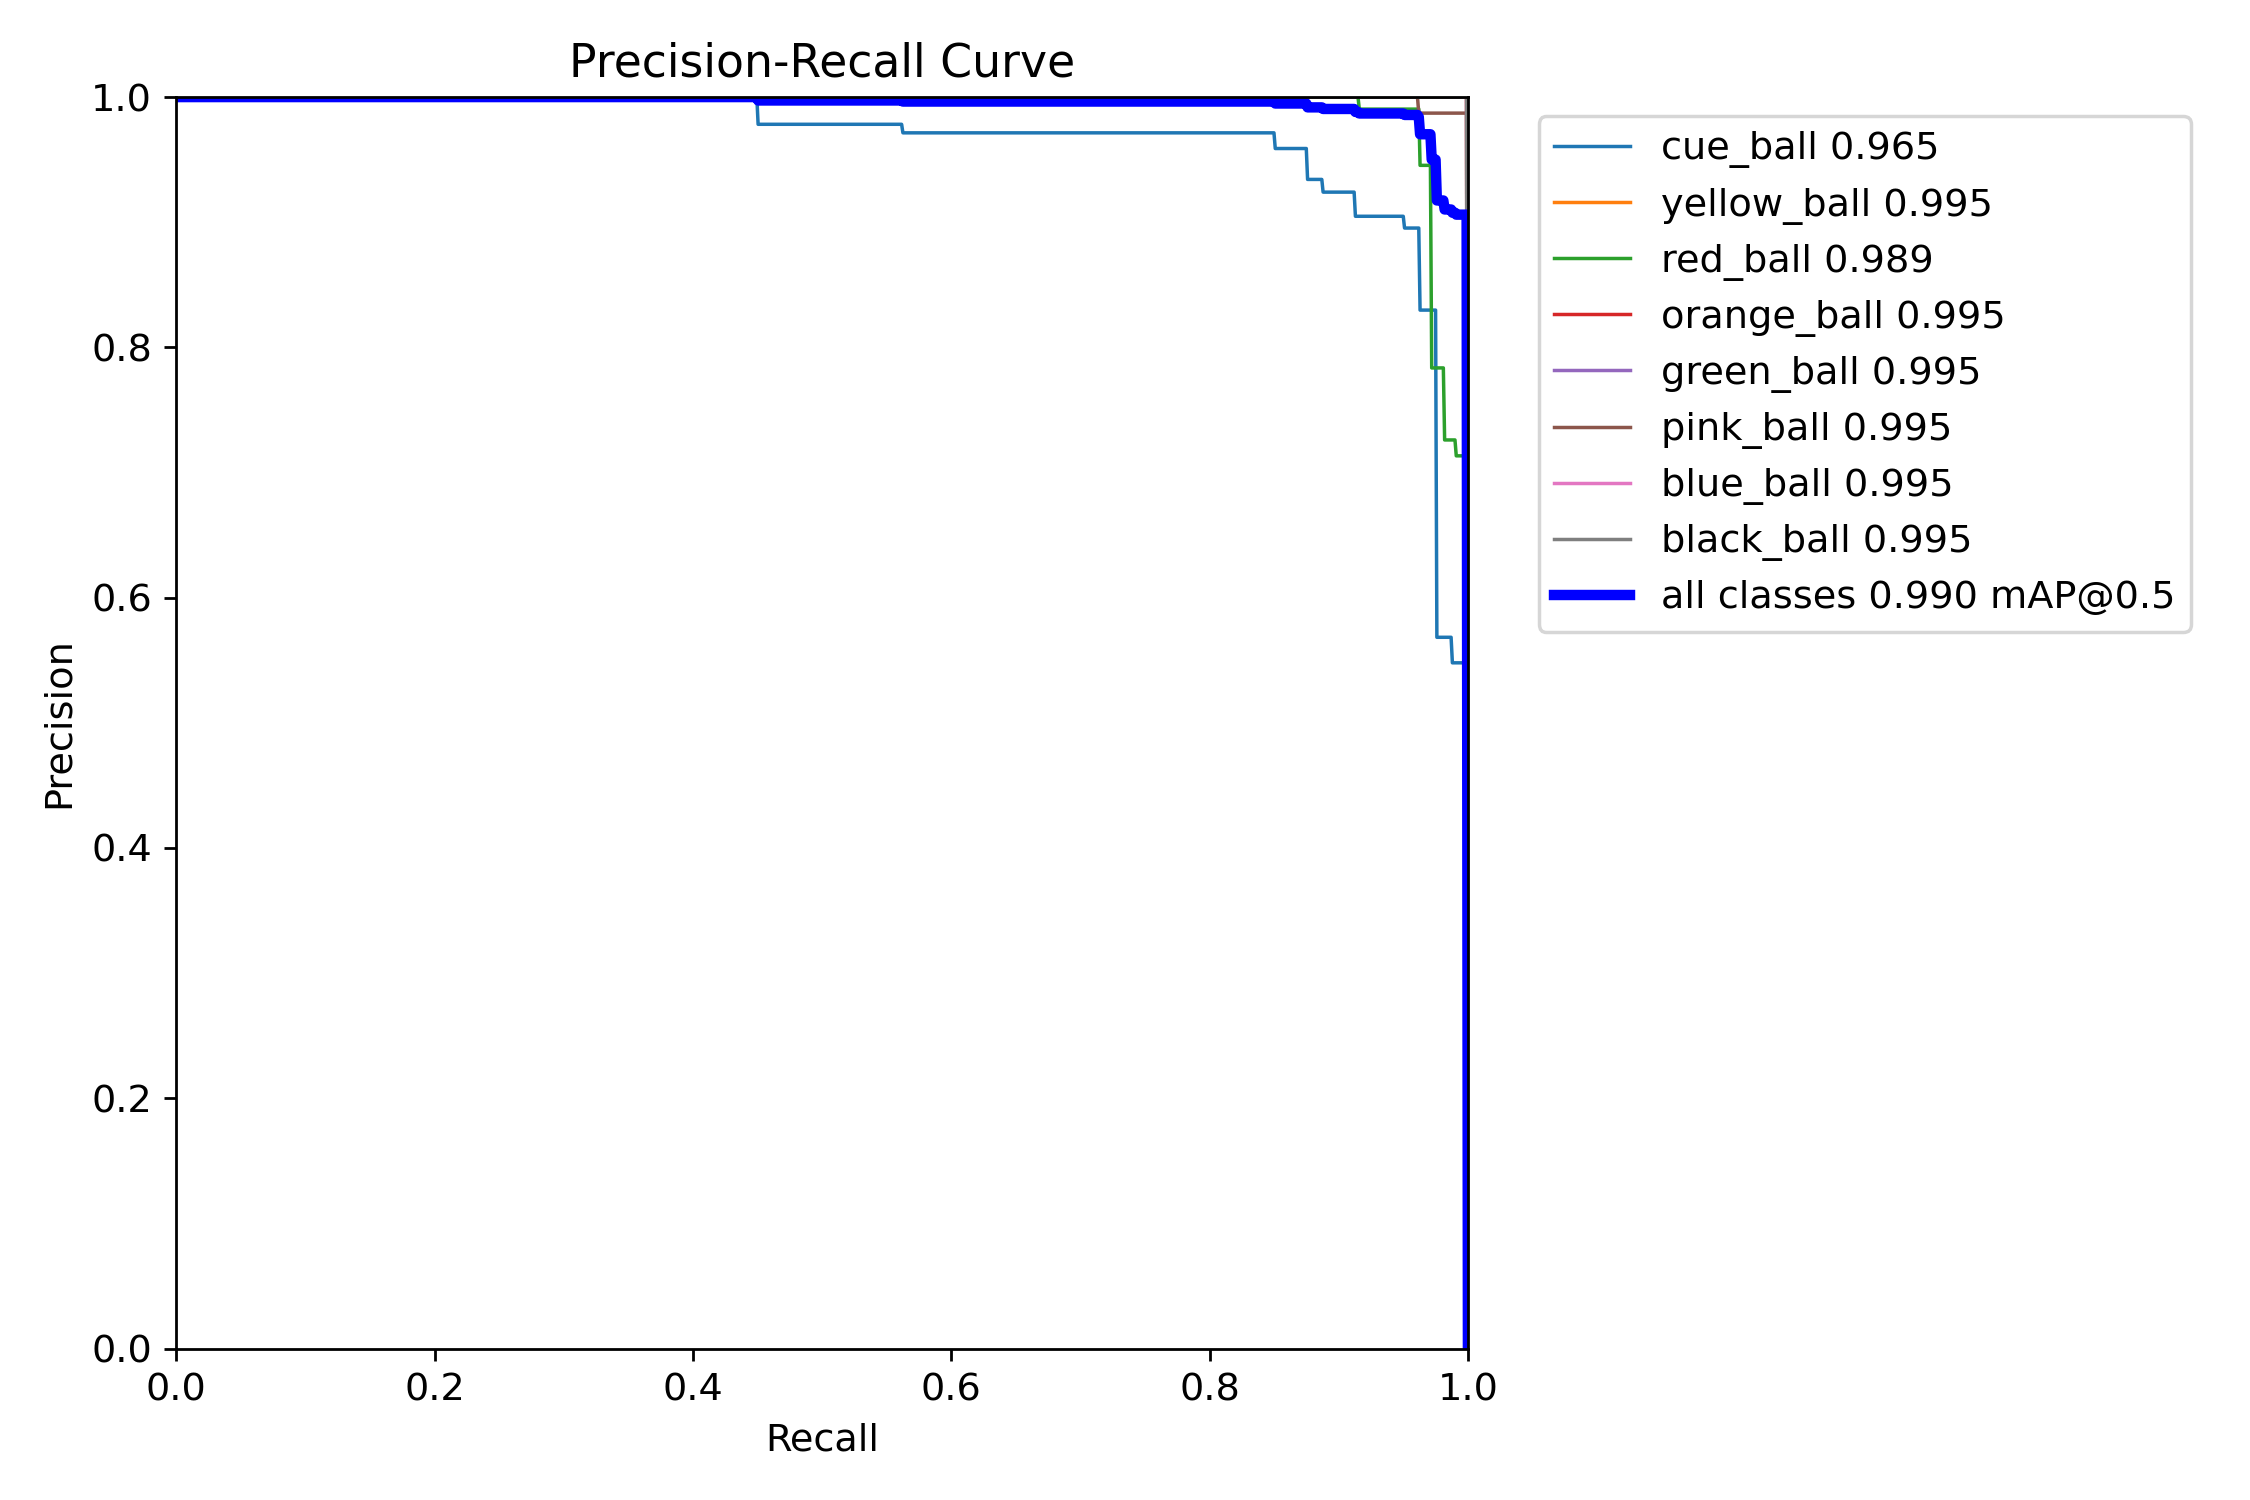 Precision-Recall Curve
1.0
0.8
0.6
0.4
0.2
0.0
Precision
0.0 0.2 0.4 0.6 0.8 1.0
Recall
cue_ball 0.965
yellow_ball 0.995
red_ball 0.989
orange_ball 0.995
green_ball 0.995
pink_ball 0.995
blue_ball 0.995
black_ball 0.995
all classes 0.990 mAP@0.5